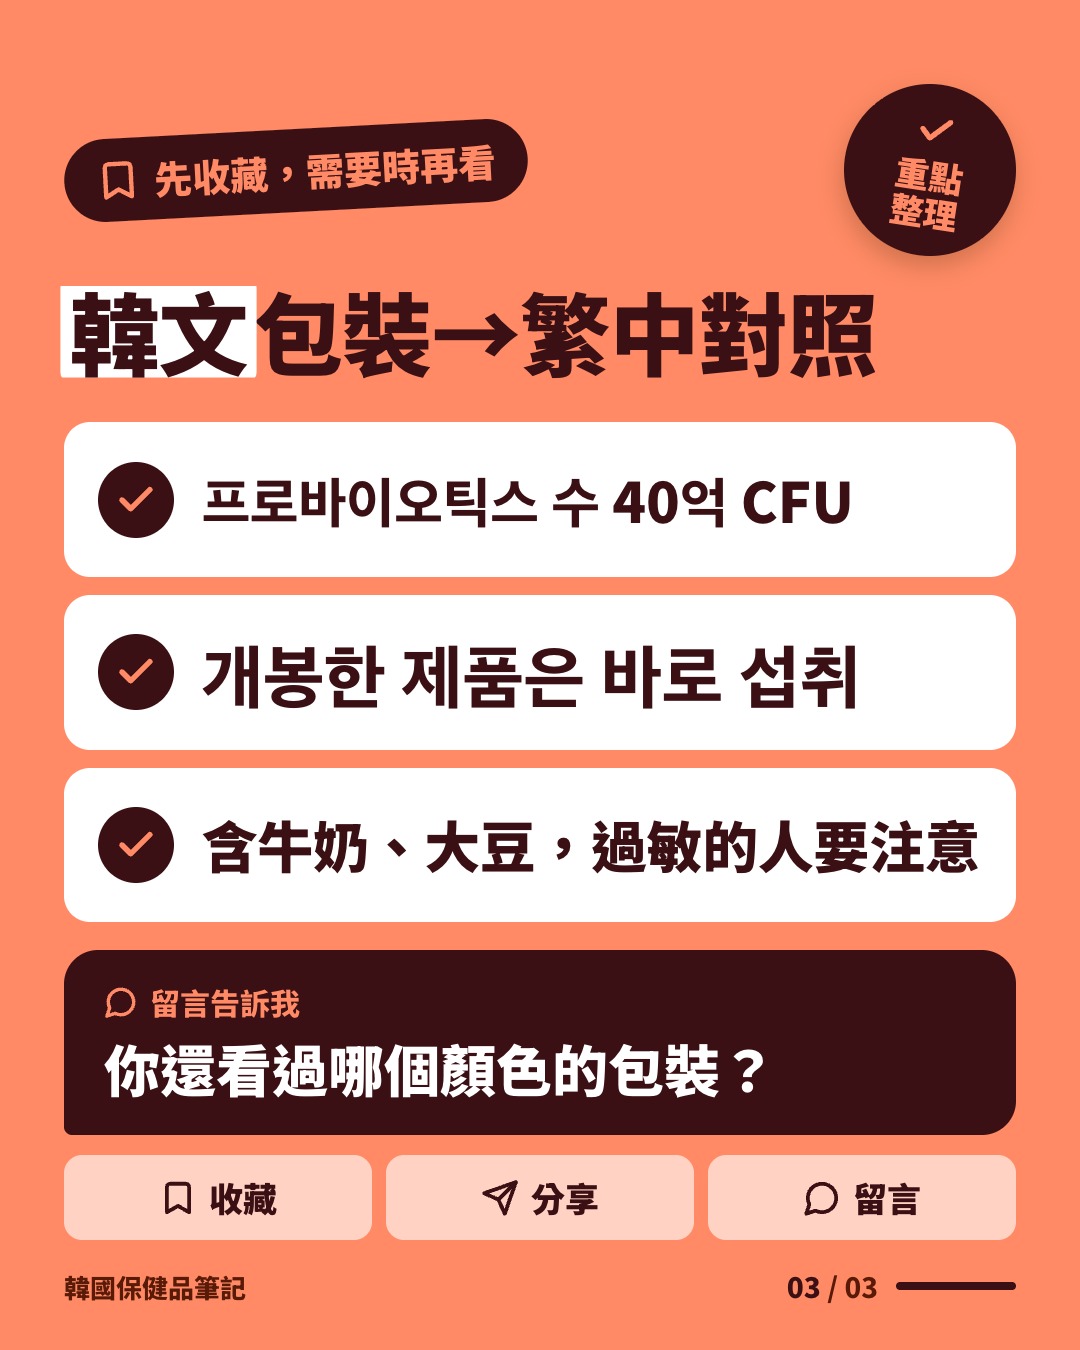 先收藏，需要時再看
重點
整理
韓文包裝→繁中對照
프로바이오틱스 수 40억 CFU
개봉한 제품은 바로 섭취
含牛奶、大豆，過敏的人要注意
留言告訴我
你還看過哪個顏色的包裝？
收藏
分享
留言
韓國保健品筆記
03 / 03